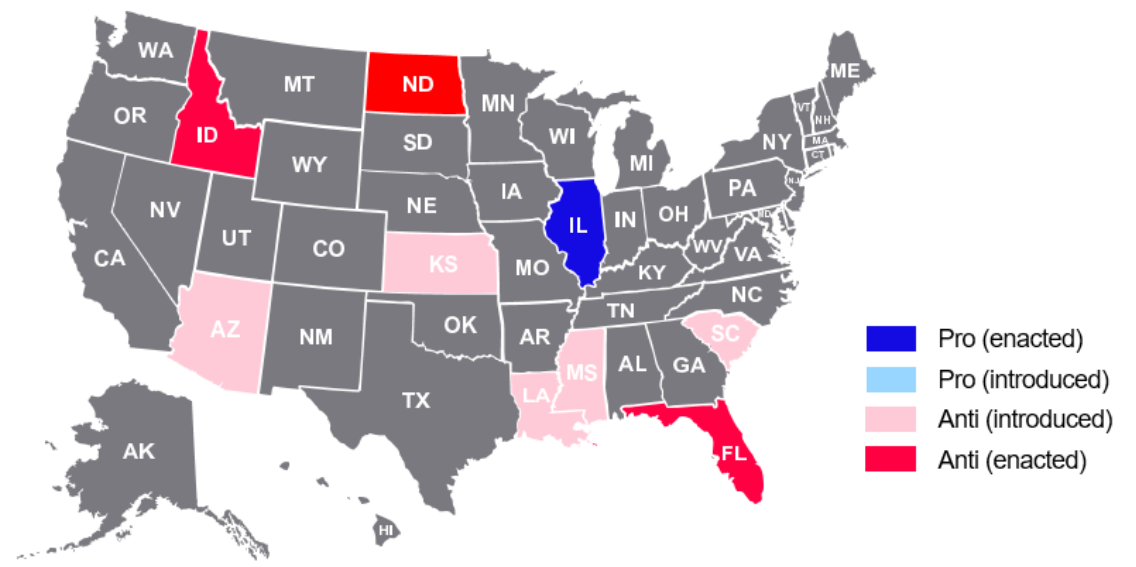 WA
ME
MT
ND
MN
VT
NH
OR
ID
WI
NY
MA
SD
CT
WY
MI
IA
PA
NJ
NE
NV
IL
IN
OH
MD
UT
CO
WV
VA
CA
KS
MO
KY
NC
TN
AZ
NM
OK
AR
SC
MS
AL
GA
LA
TX
AK
FL
HI
Pro (enacted)
Pro (introduced)
Anti (introduced)
Anti (enacted)